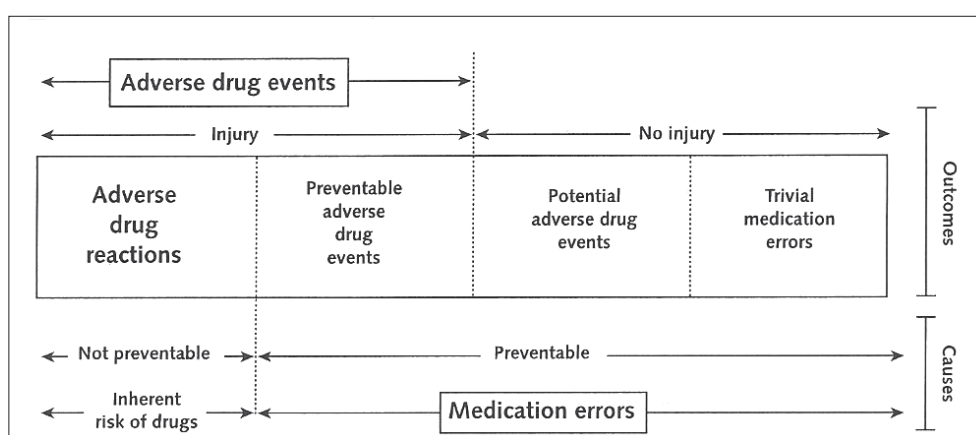 Adverse drug events
Injury
No injury
Adverse
drug
reactions
Preventable
adverse
drug
events
Potential
adverse drug
events
Trivial
medication
errors
Outcomes
Not preventable
Preventable
Inherent
risk of drugs
Medication errors
Causes